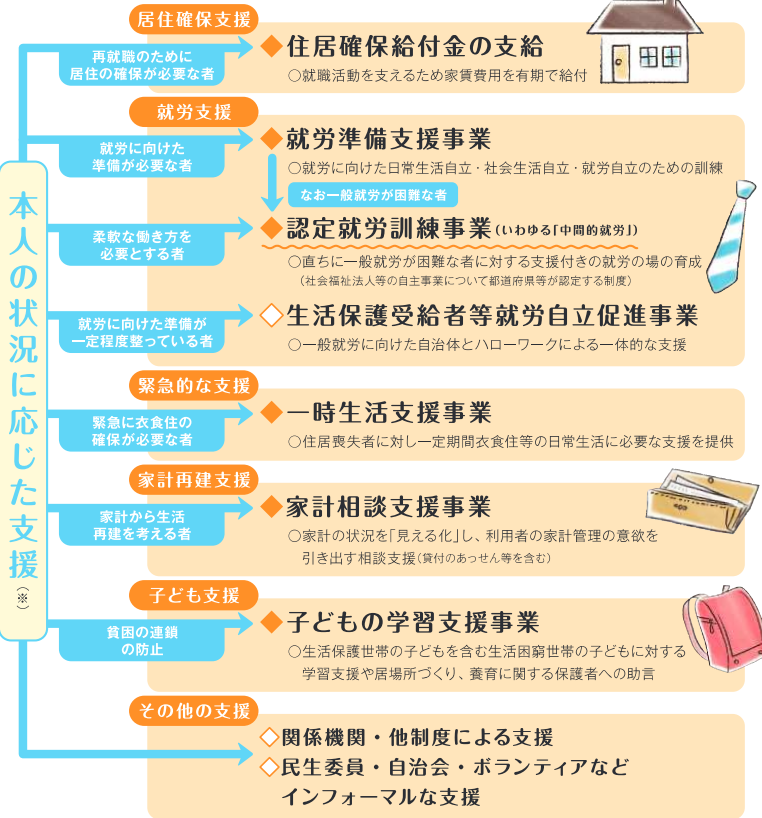 本人の状況に応じた支援(※)
居住確保支援
再就職のために
居住の確保が必要な者
◆住居確保給付金の支給
○就職活動を支えるため家賃費用を有期で給付
就労支援
就労に向けた
準備が必要な者
◆就労準備支援事業
○就労に向けた日常生活自立・社会生活自立・就労自立のための訓練
なお一般就労が困難な者
柔軟な働き方を
必要とする者
◆認定就労訓練事業(いわゆる「中間的就労」)
○直ちに一般就労が困難な者に対する支援付きの就労の場の育成
(社会福祉法人等の自主事業について都道府県等が認定する制度)
就労に向けた準備が
一定程度整っている者
◇生活保護受給者等就労自立促進事業
○一般就労に向けた自治体とハローワークによる一体的な支援
緊急的な支援
緊急に衣食住の
確保が必要な者
◆一時生活支援事業
○住居喪失者に対し一定期間衣食住等の日常生活に必要な支援を提供
家計再建支援
家計から生活
再建を考える者
◆家計相談支援事業
○家計の状況を「見える化」し、利用者の家計管理の意欲を
引き出す相談支援(貸付のあっせん等を含む)
子ども支援
貧困の連鎖
の防止
◆子どもの学習支援事業
○生活保護世帯の子どもを含む生活困窮世帯の子どもに対する
学習支援や居場所づくり、養育に関する保護者への助言
その他の支援
◇関係機関・他制度による支援
◇民生委員・自治会・ボランティアなど
インフォーマルな支援